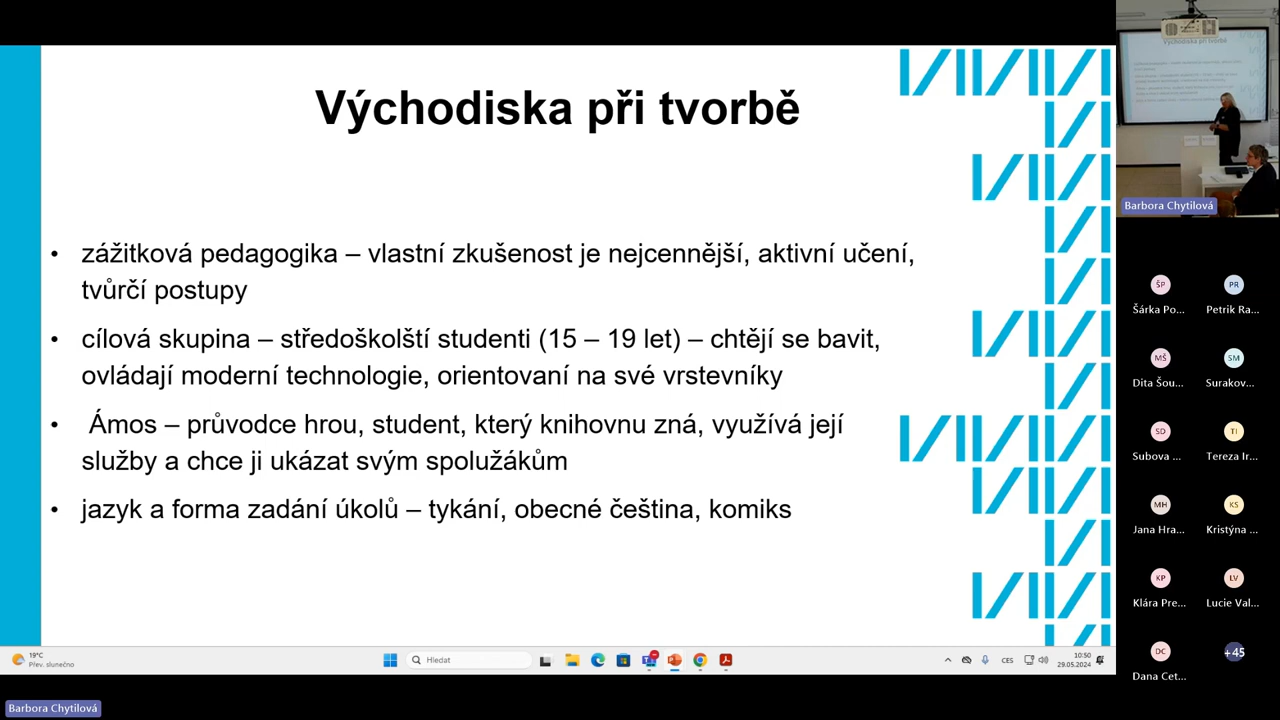 Východiska při tvorbě
• zážitková pedagogika – vlastní zkušenost je nejcennější, aktivní učení,
tvůrčí postupy
• cílová skupina – středoškolští studenti (15 – 19 let) – chtějí se bavit,
ovládají moderní technologie, orientovaní na své vrstevníky
• Ámos – průvodce hrou, student, který knihovnu zná, využívá její
služby a chce ji ukázat svým spolužákům
• jazyk a forma zadání úkolů – tykání, obecné čeština, komiks
19°C
Přev. slunečno
Hledat
CES
10:50
29.05.2024
Barbora Chytilová
Východiska při tvorbě
Barbora Chytilová
ŠP
PR
Šárka Po...
Petrik Ra...
MŠ
SM
Dita Šou...
Surakov...
SD
TI
Subova ...
Tereza Ir...
MH
KS
Jana Hra...
Kristýna ...
KP
LV
Klára Pre...
Lucie Val...
DC
+45
Dana Cet...